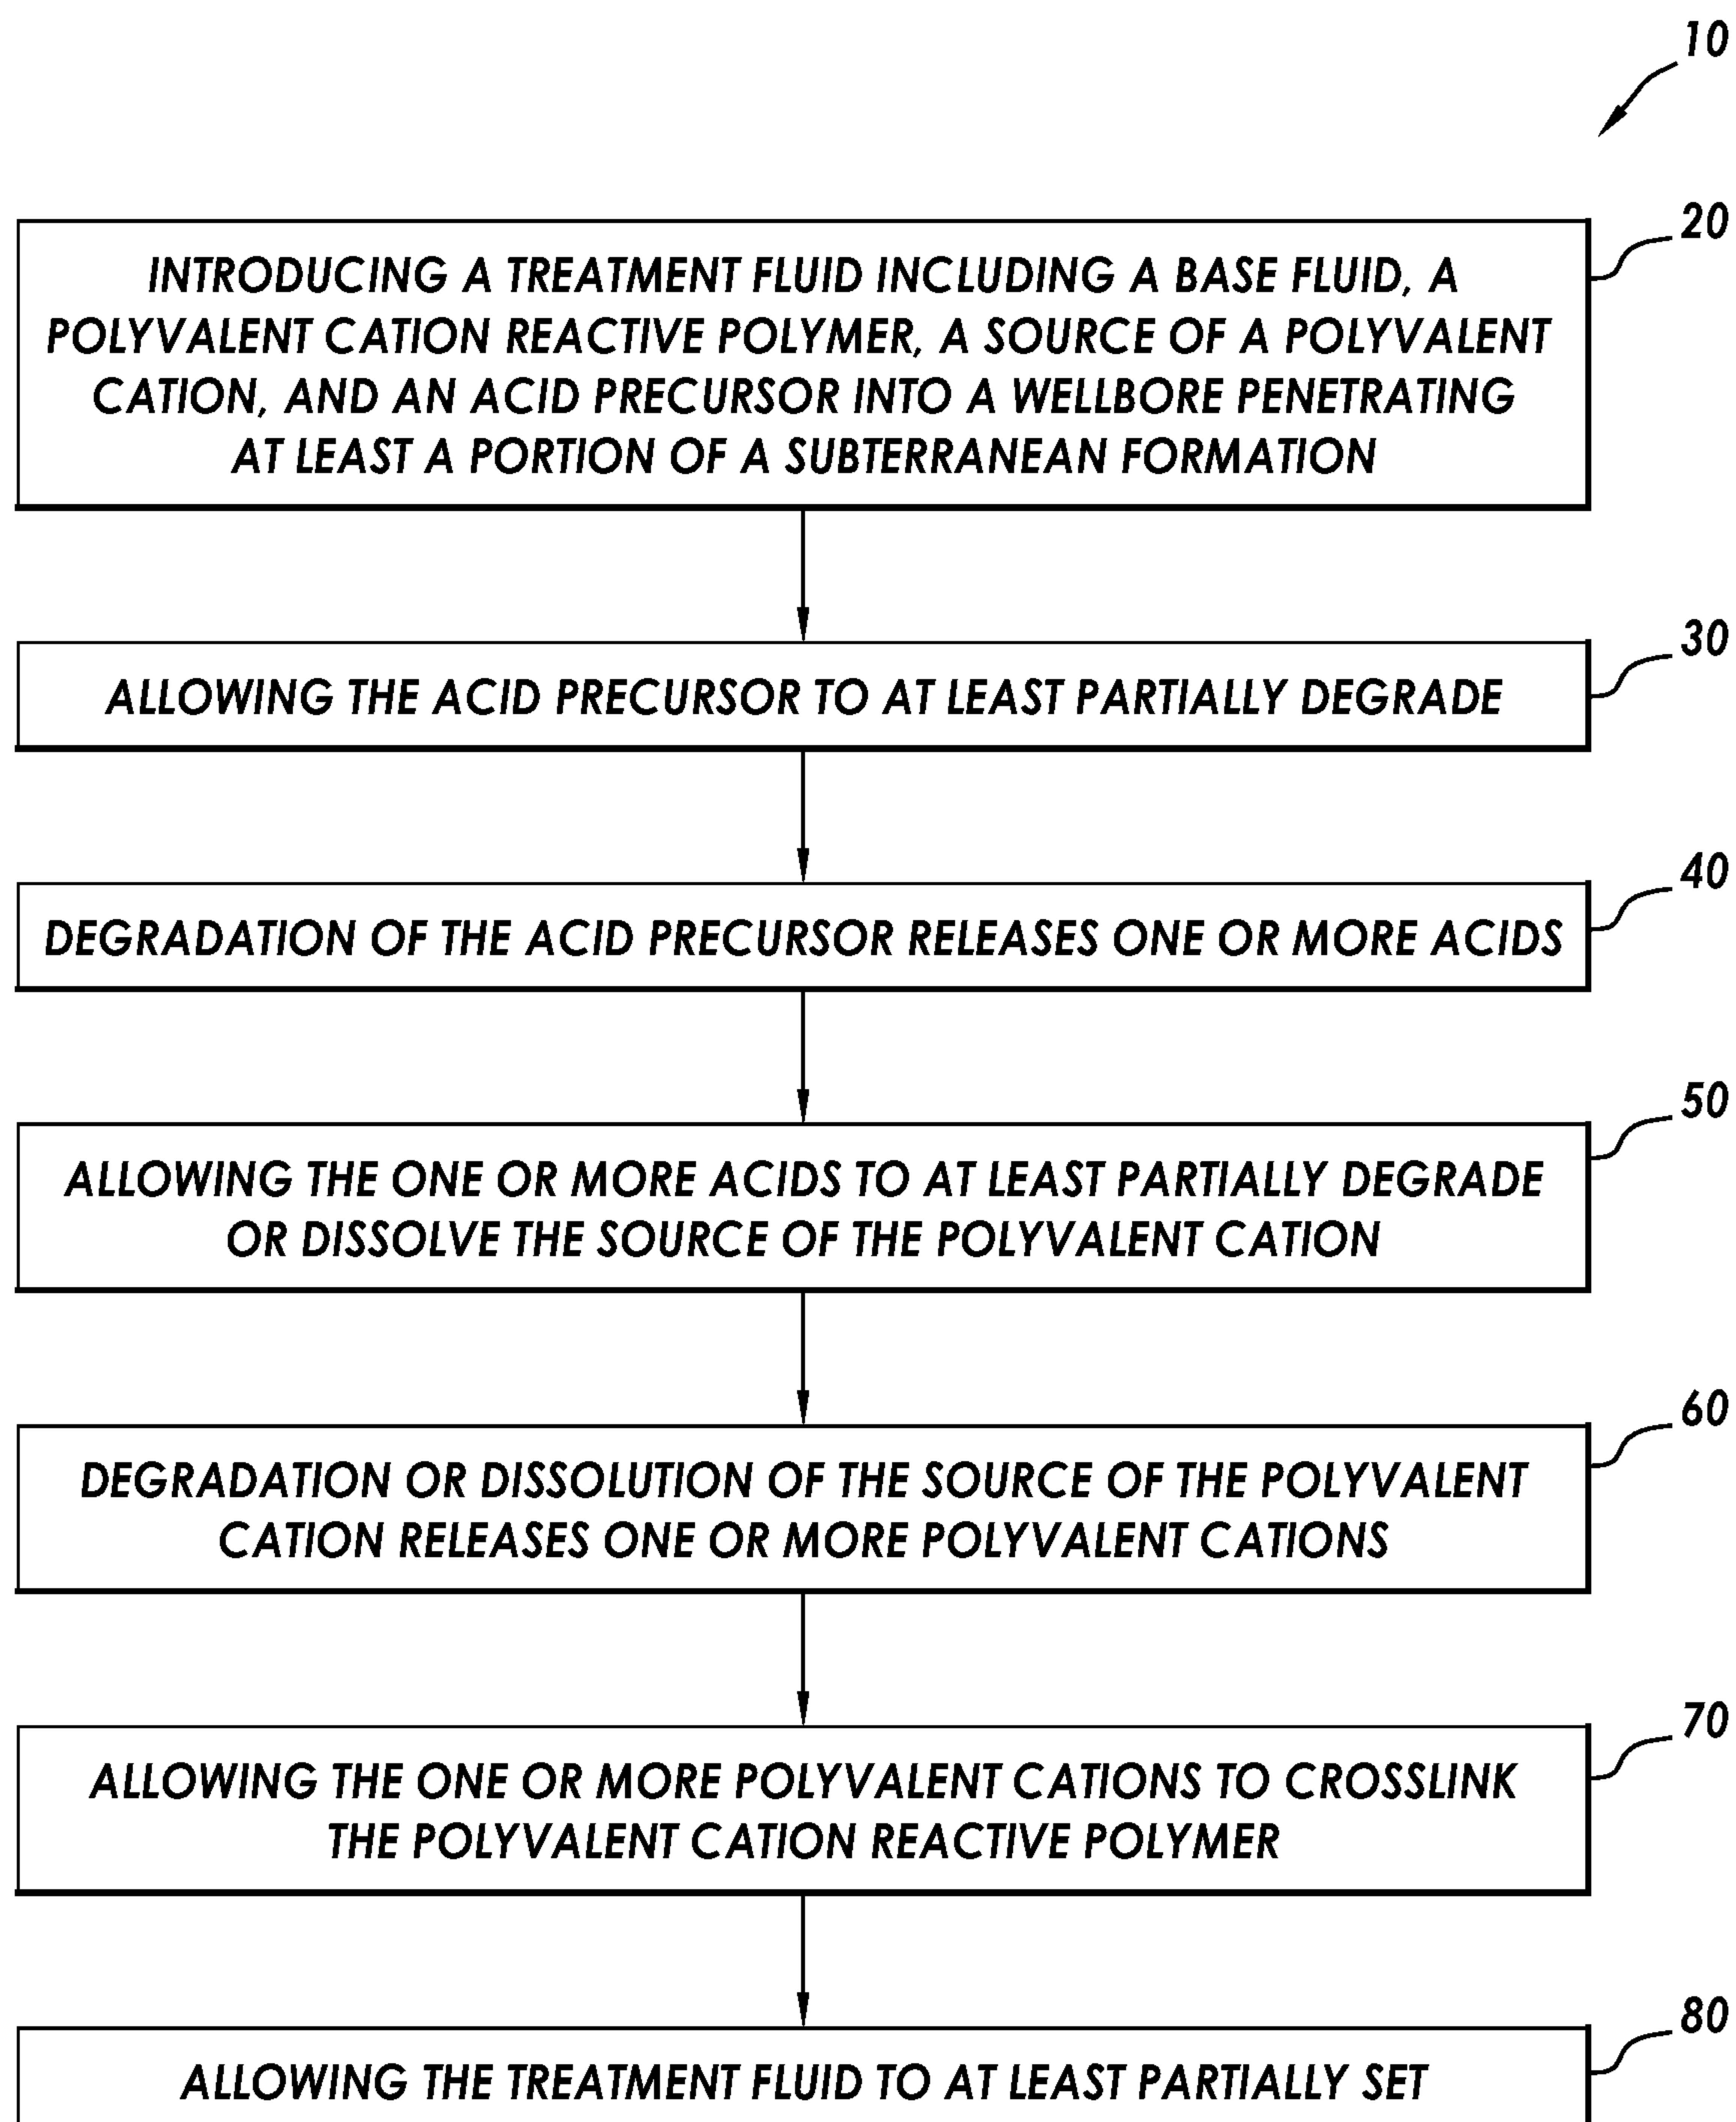 10
20
INTRODUCING A TREATMENT FLUID INCLUDING A BASE FLUID, A
POLYVALENT CATION REACTIVE POLYMER, A SOURCE OF A POLYVALENT
CATION, AND AN ACID PRECURSOR INTO A WELLBORE PENETRATING
AT LEAST A PORTION OF A SUBTERRANEAN FORMATION
30
ALLOWING THE ACID PRECURSOR TO AT LEAST PARTIALLY DEGRADE
40
DEGRADATION OF THE ACID PRECURSOR RELEASES ONE OR MORE ACIDS
50
ALLOWING THE ONE OR MORE ACIDS TO AT LEAST PARTIALLY DEGRADE
OR DISSOLVE THE SOURCE OF THE POLYVALENT CATION
60
DEGRADATION OR DISSOLUTION OF THE SOURCE OF THE POLYVALENT
CATION RELEASES ONE OR MORE POLYVALENT CATIONS
70
ALLOWING THE ONE OR MORE POLYVALENT CATIONS TO CROSSLINK
THE POLYVALENT CATION REACTIVE POLYMER
80
ALLOWING THE TREATMENT FLUID TO AT LEAST PARTIALLY SET